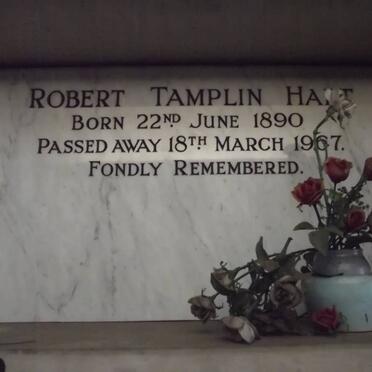 Robert Tamplin
Born 22nd June 1890
Passed away 18th March 1967.
Fondly Remembered.